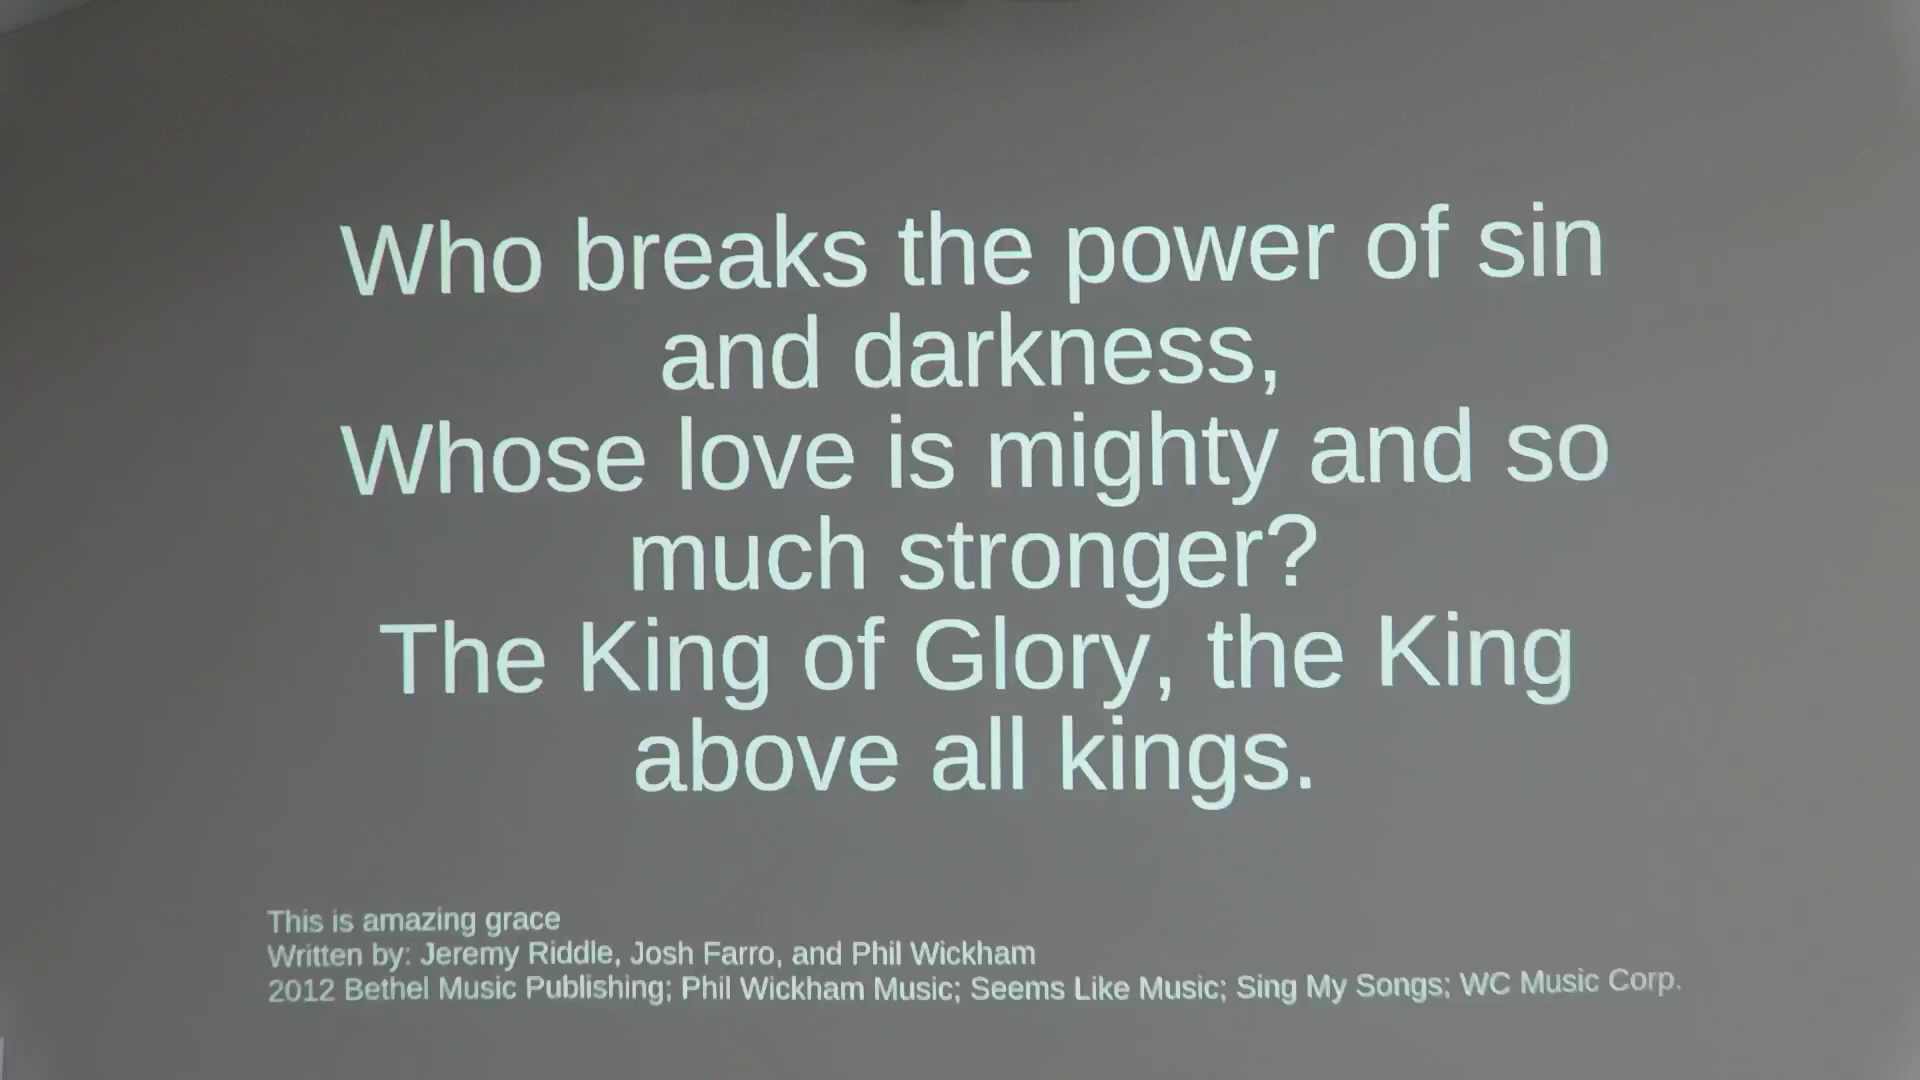 Who breaks the power of sin
and darkness,
Whose love is mighty and so
much stronger?
The King of Glory, the King
above all kings.
This is amazing grace
Written by: Jeremy Riddle, Josh Farro, and Phil Wickham
2012 Bethel Music Publishing; Phil Wickham Music; Seems Like Music; Sing My Songs; WC Music Corp.